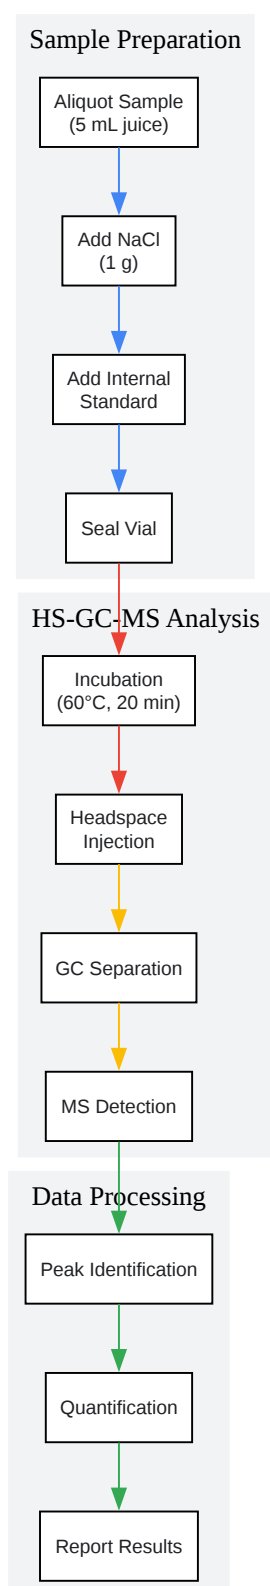 Sample Preparation
Aliquot Sample
(5 mL juice)
Add NaCl
(1 g)
Add Internal
Standard
Seal Vial
HS-GC-MS Analysis
Incubation
(60°C, 20 min)
Headspace
Injection
GC Separation
MS Detection
Data Processing
Peak Identification
Quantification
Report Results